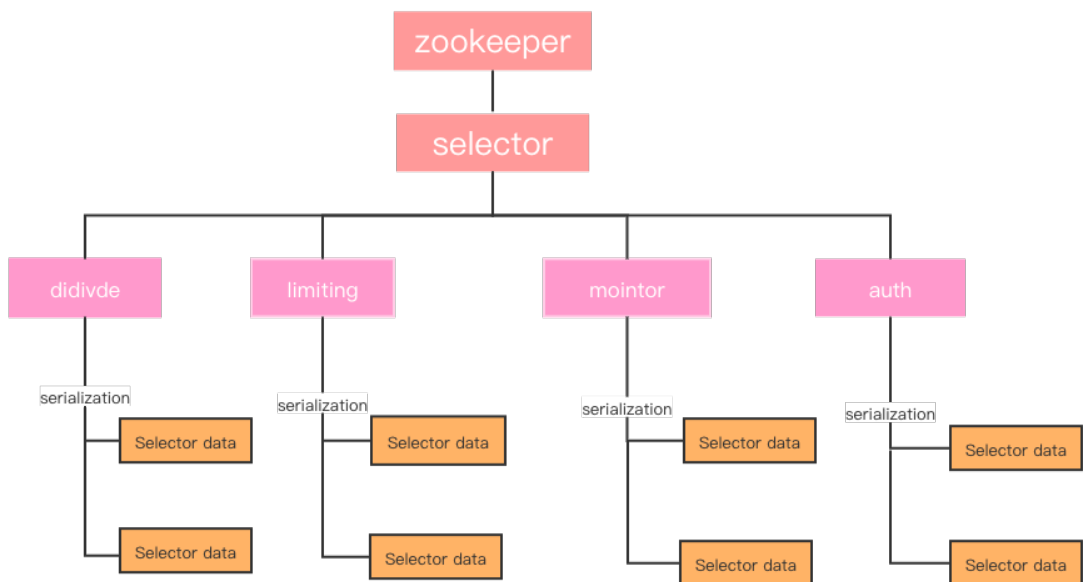 zookeeper
selector
didivde
limiting
mointor
auth
serialization
serialization
serialization
serialization
Selector data
Selector data
Selector data
Selector data
Selector data
Selector data
Selector data
Selector data